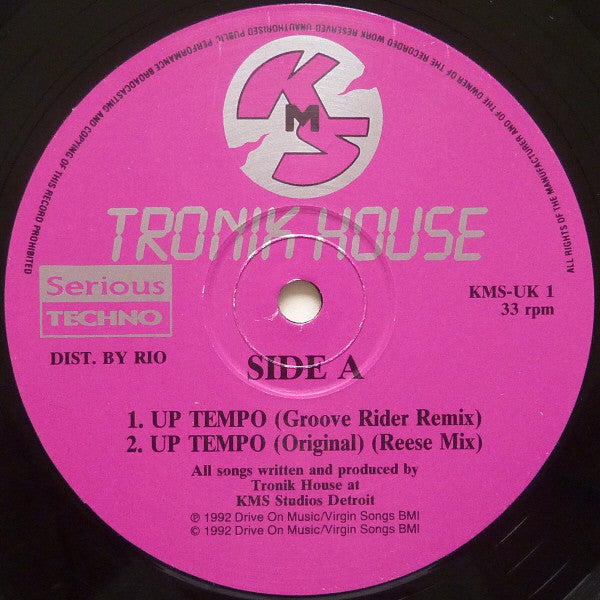 ALL RIGHTS OF THE MANUFACTURER AND OF THE OWNER OF THE RECORDED WORK RESERVED UNAUTHORISED PUBLIC PERFORMANCE BROADCASTING AND COPYING OF THIS RECORD PROHIBITED
KMS
TRONIK HOUSE
Serious
TECHNO
KMS-UK 1
33 rpm
DIST. BY RIO
SIDE A
1. UP TEMPO (Groove Rider Remix)
2. UP TEMPO (Original) (Reese Mix)
All songs written and produced by
Tronik House at
KMS Studios Detroit
℗ 1992 Drive On Music/Virgin Songs BMI
© 1992 Drive On Music/Virgin Songs BMI